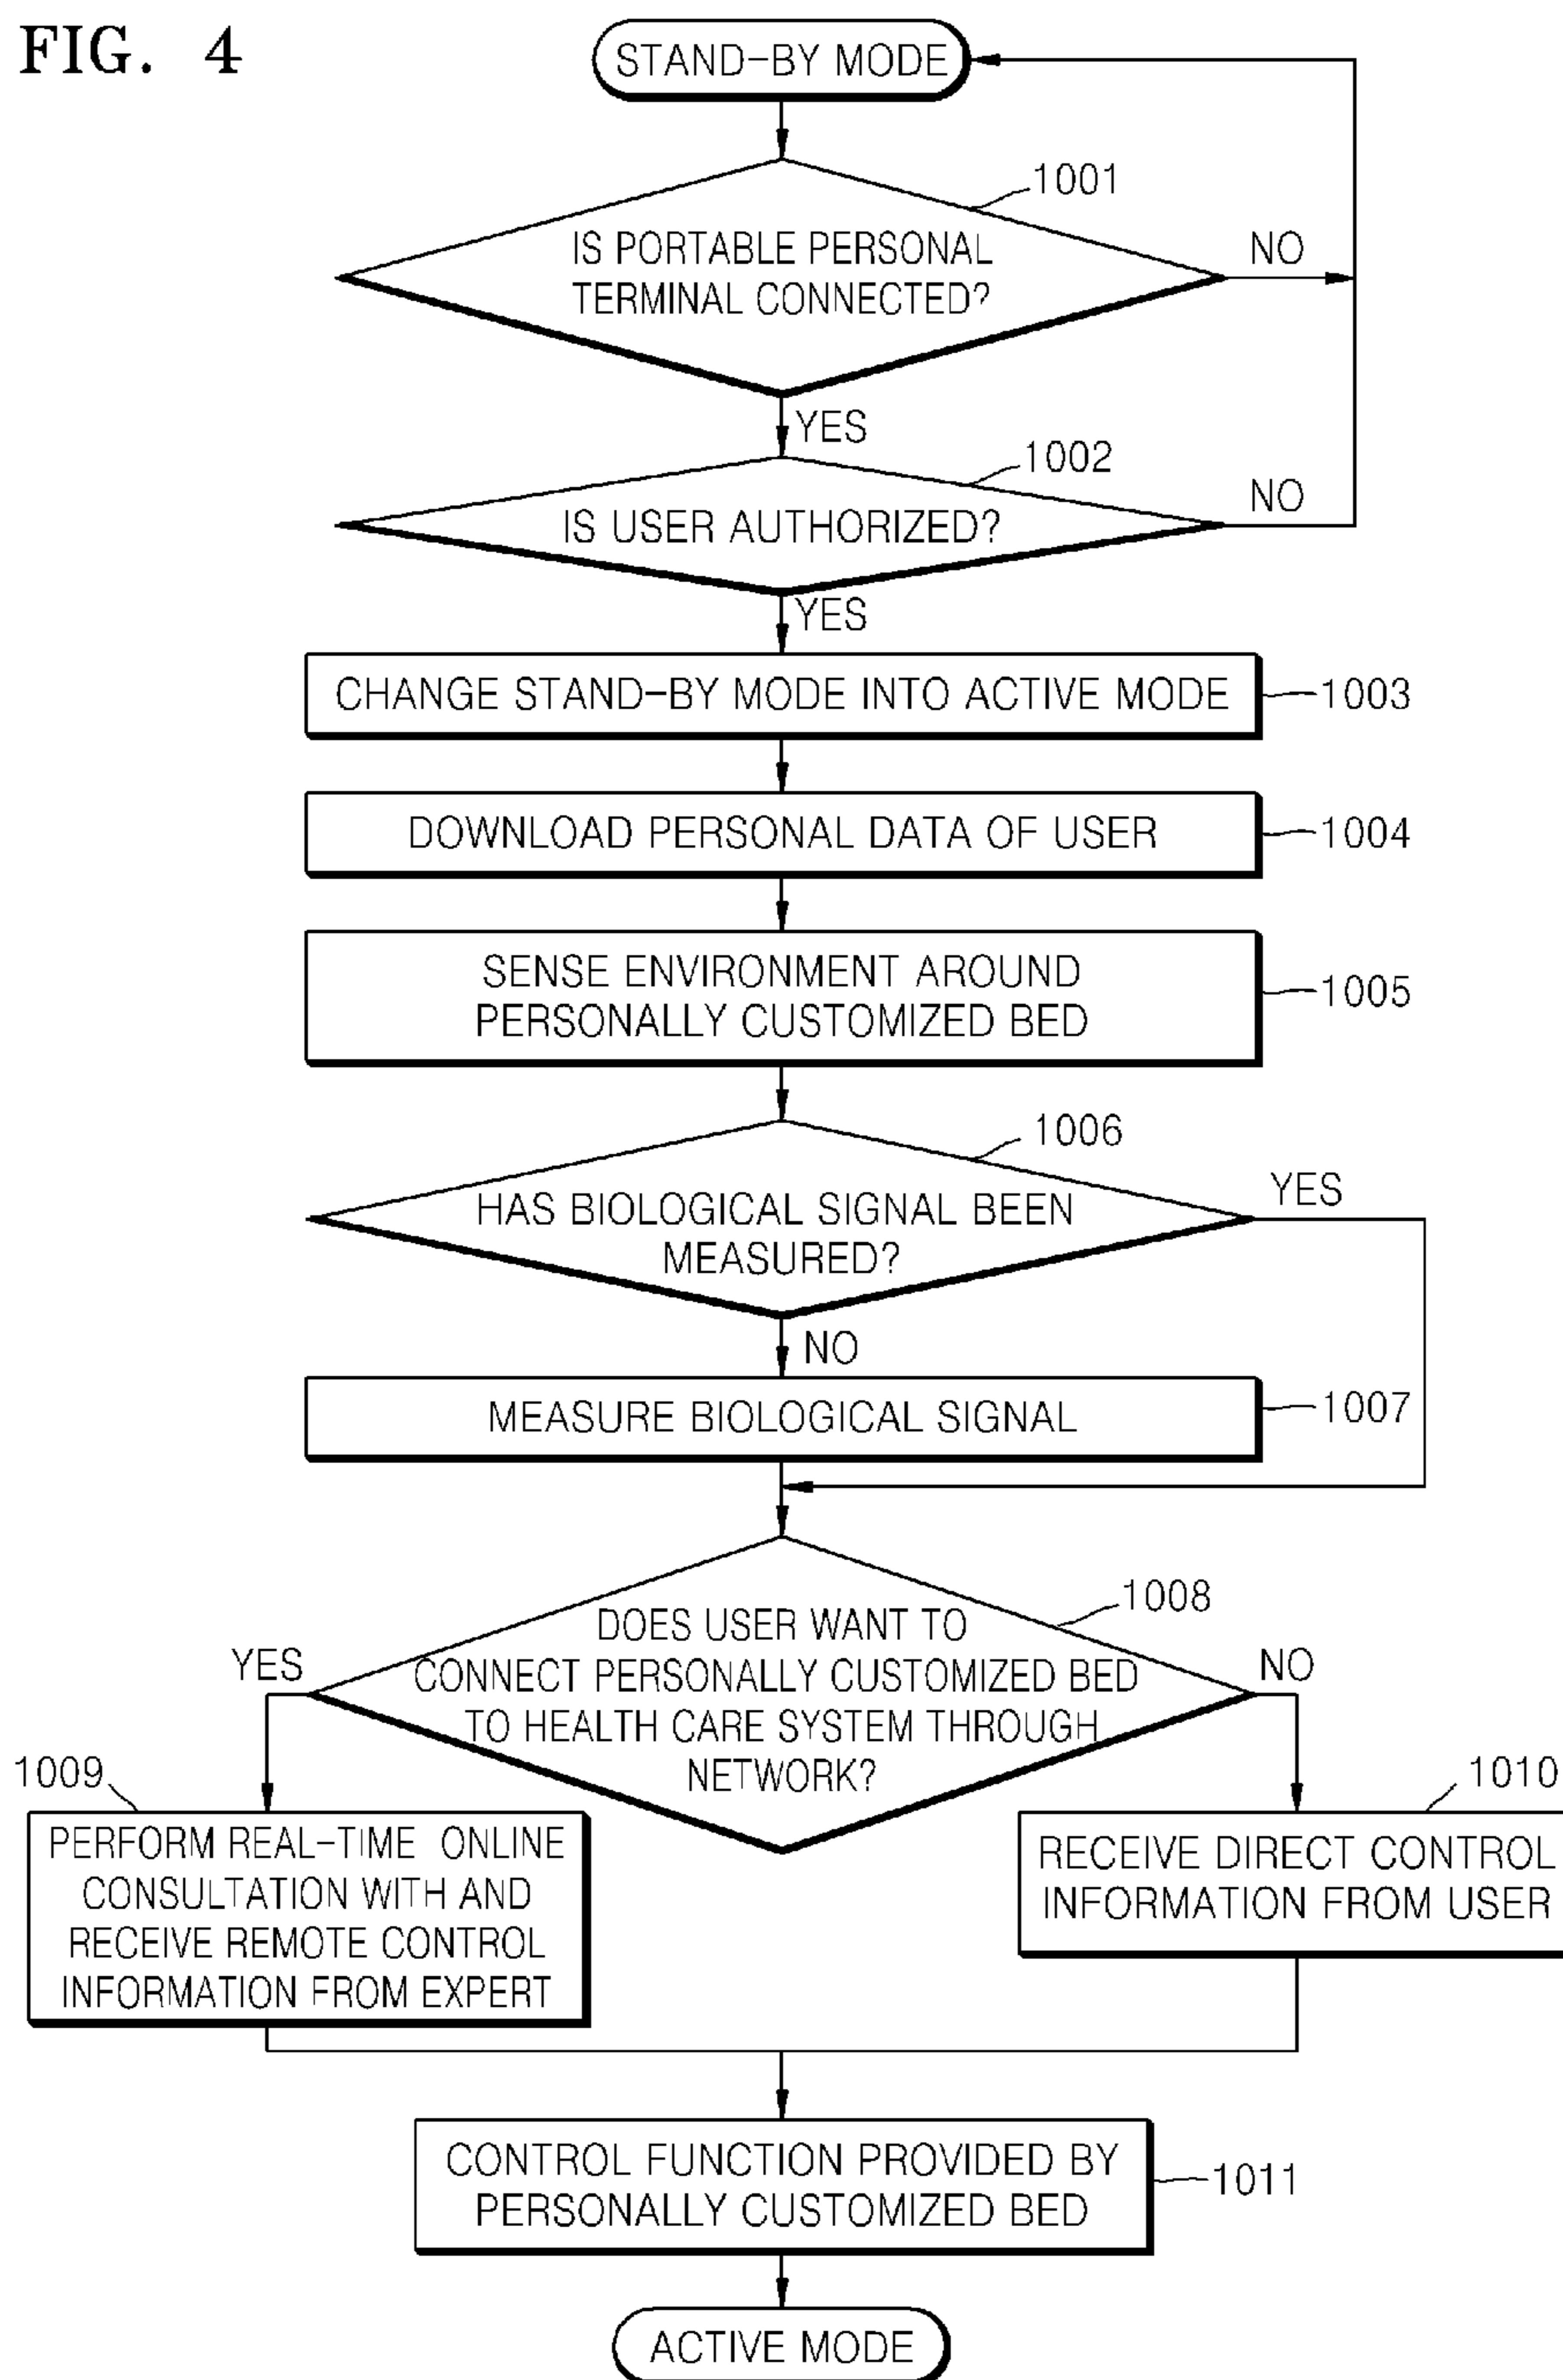 FIG. 4
STAND-BY MODE
1001
IS PORTABLE PERSONAL
TERMINAL CONNECTED?
NO
YES
1002
IS USER AUTHORIZED?
NO
YES
CHANGE STAND-BY MODE INTO ACTIVE MODE
1003
DOWNLOAD PERSONAL DATA OF USER
1004
SENSE ENVIRONMENT AROUND
PERSONALLY CUSTOMIZED BED
1005
1006
HAS BIOLOGICAL SIGNAL BEEN
MEASURED?
YES
NO
MEASURE BIOLOGICAL SIGNAL
1007
1008
DOES USER WANT TO
CONNECT PERSONALLY CUSTOMIZED BED
TO HEALTH CARE SYSTEM THROUGH
NETWORK?
YES
NO
1009
PERFORM REAL-TIME ONLINE
CONSULTATION WITH AND
RECEIVE REMOTE CONTROL
INFORMATION FROM EXPERT
1010
RECEIVE DIRECT CONTROL
INFORMATION FROM USER
CONTROL FUNCTION PROVIDED BY
PERSONALLY CUSTOMIZED BED
1011
ACTIVE MODE